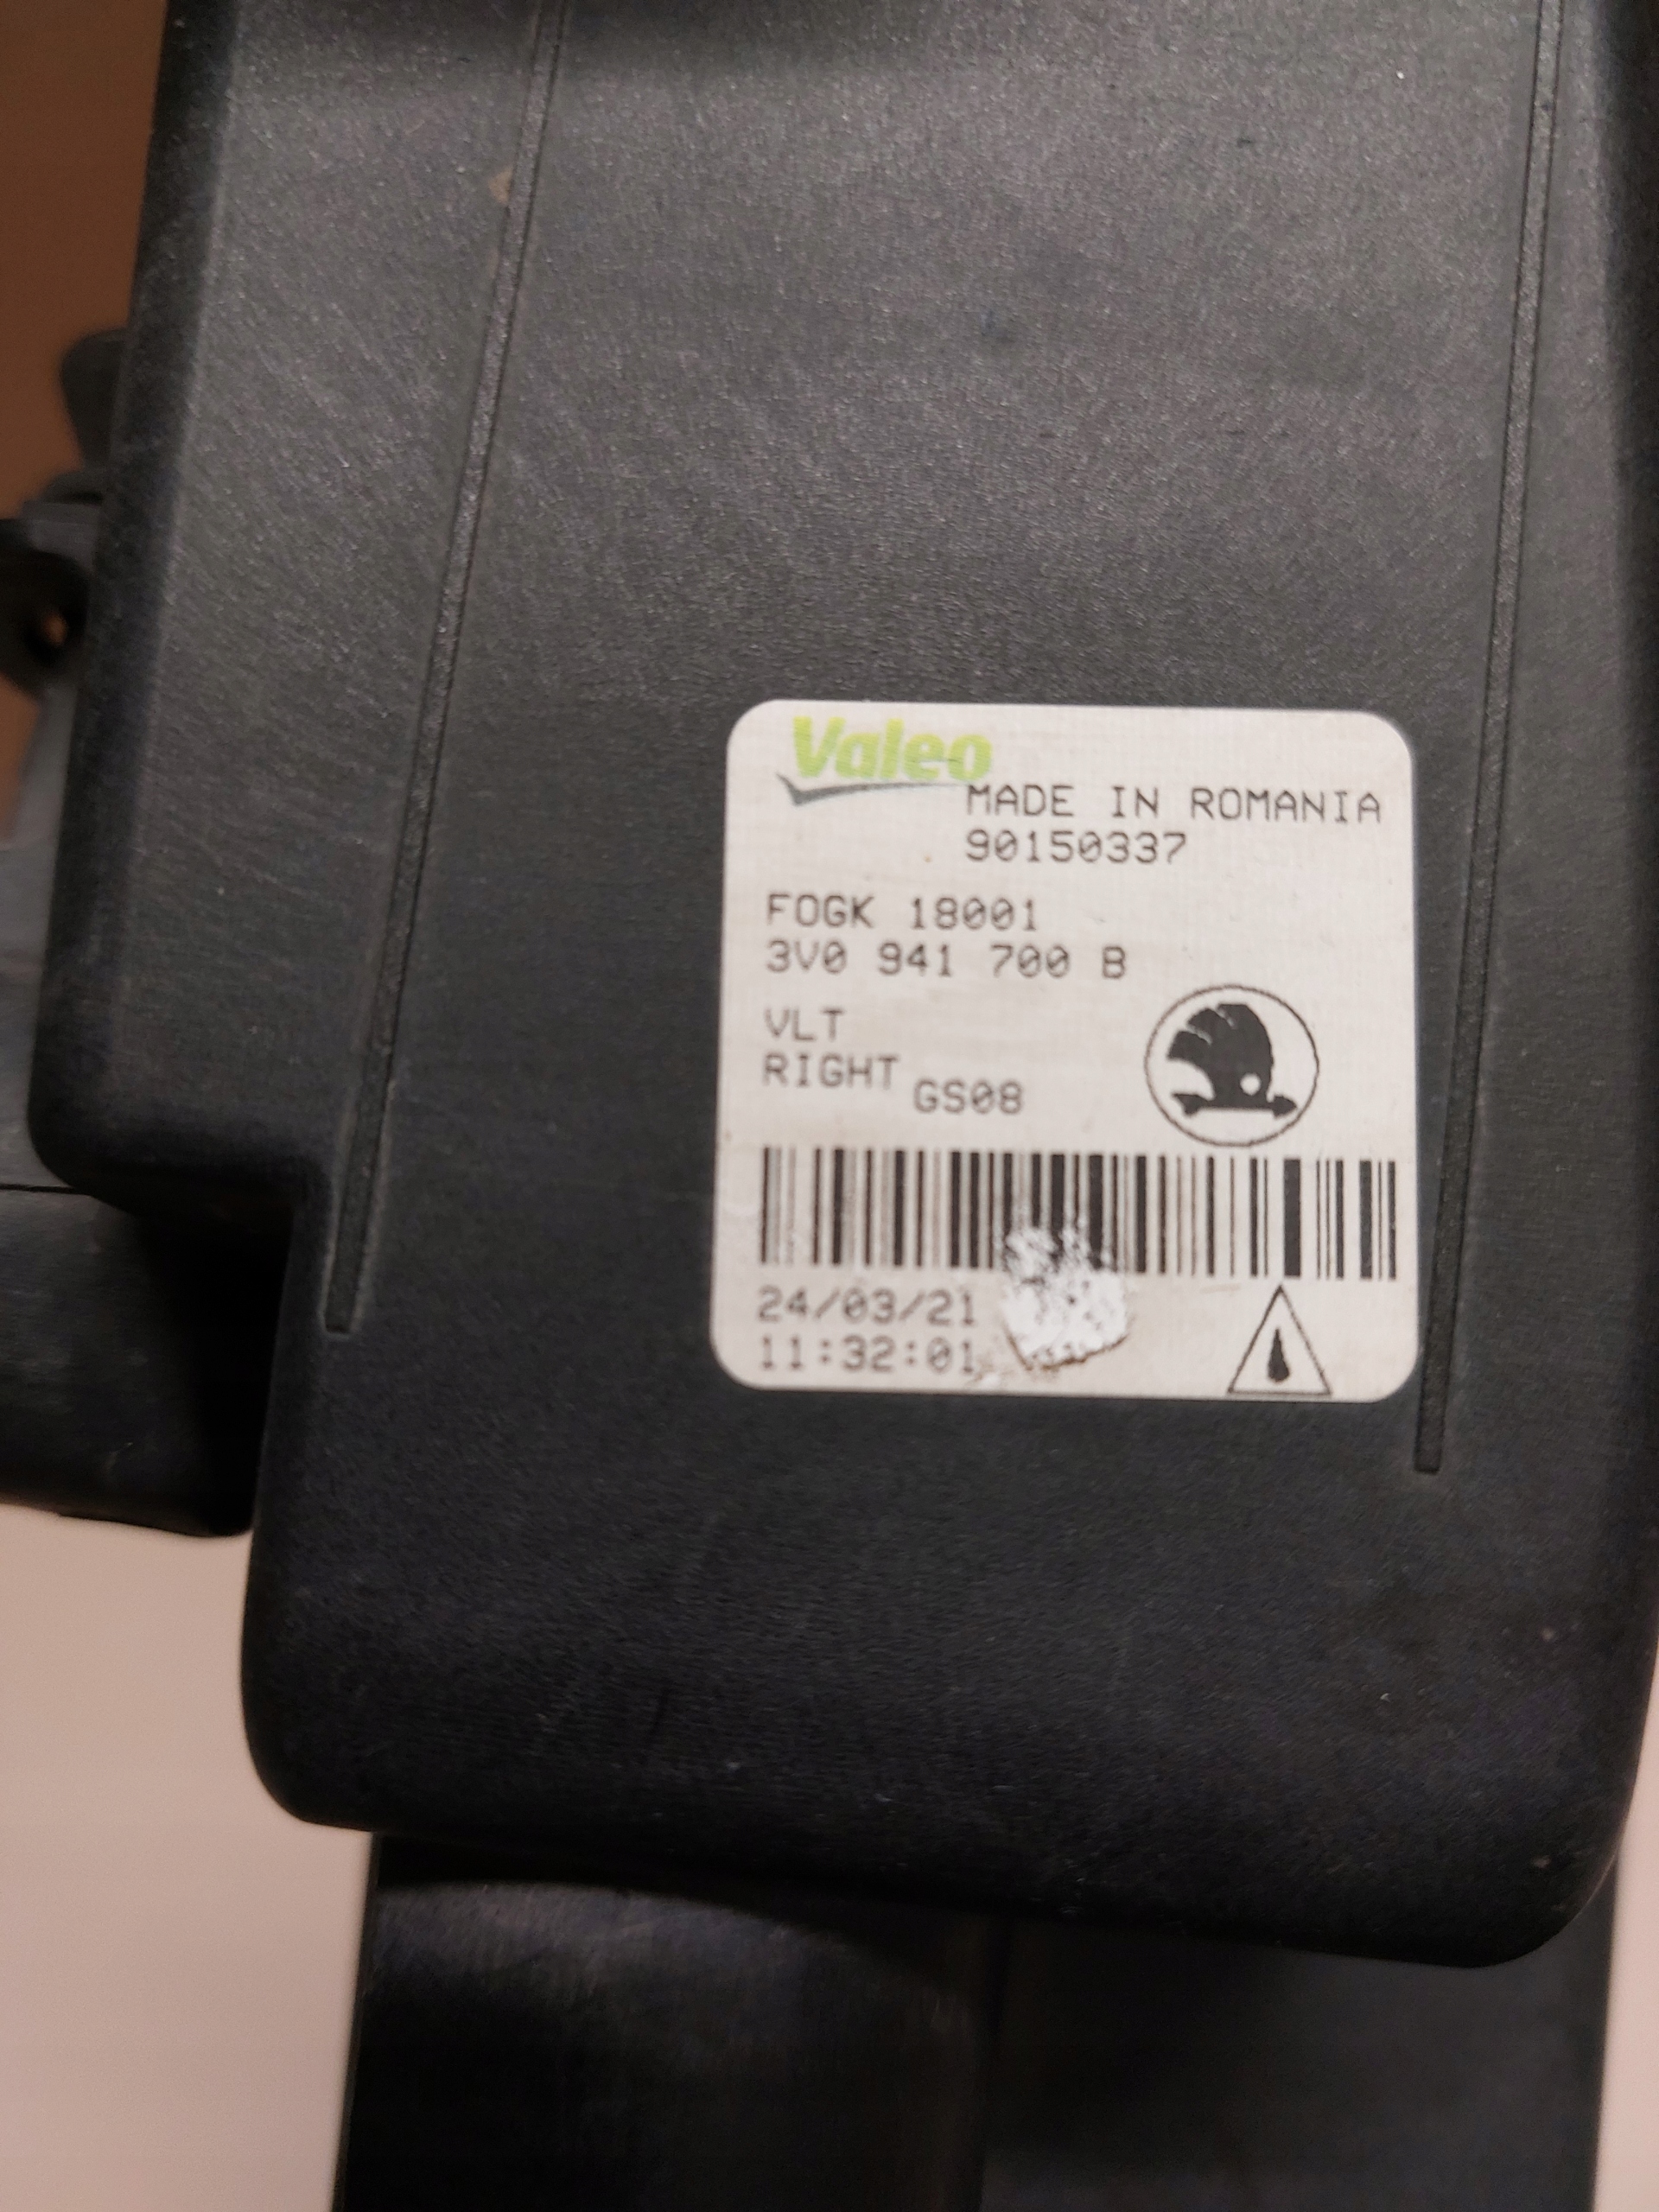 Valeo
MADE IN ROMANIA
90150337
FOGK 18001
3V0 941 700 B
VLT
RIGHT GS08
24/03/21
11:32:01